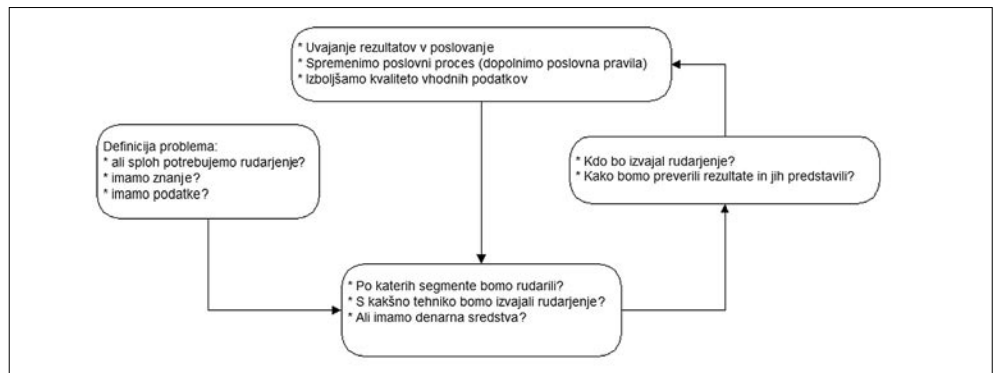 * Uvajanje rezultatov v poslovanje
* Spremenimo poslovni proces (dopolnimo poslovna pravila)
* Izboljšamo kvaliteto vhodnih podatkov
Definicija problema:
* ali sploh potrebujemo rudarjenje?
* imamo znanje?
* imamo podatke?
* Kdo bo izvajal rudarjenje?
* Kako bomo preverili rezultate in jih predstavili?
* Po katerih segmente bomo rudarili?
* S kakšno tehniko bomo izvajali rudarjenje?
* Ali imamo denarna sredstva?